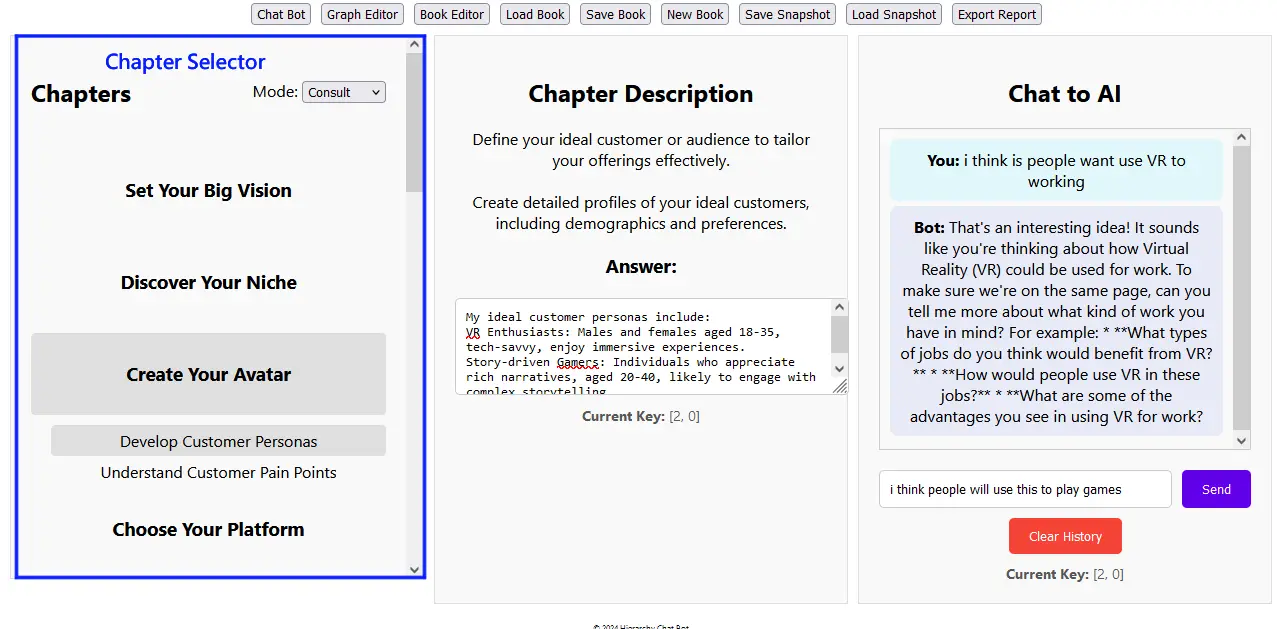 Chat Bot Graph Editor Book Editor Load Book Save Book New Book Save Snapshot Load Snapshot Export Report
Chapter Selector
Chapters
Mode: Consult
Set Your Big Vision
Discover Your Niche
Create Your Avatar
Develop Customer Personas
Understand Customer Pain Points
Choose Your Platform
Chapter Description
Define your ideal customer or audience to tailor
your offerings effectively.
Create detailed profiles of your ideal customers,
including demographics and preferences.
Answer:
My ideal customer personas include:
VR Enthusiasts: Males and females aged 18-35,
tech-savvy, enjoy immersive experiences.
Story-driven Gamers: Individuals who appreciate
rich narratives, aged 20-40, likely to engage with
complex storytelling
Current Key: [2, 0]
Chat to AI
You: i think is people want use VR to
working
Bot: That's an interesting idea! It sounds
like you're thinking about how Virtual
Reality (VR) could be used for work. To
make sure we're on the same page, can you
tell me more about what kind of work you
have in mind? For example: * **What types
of jobs do you think would benefit from VR?
** * **How would people use VR in these
jobs?** * **What are some of the
advantages you see in using VR for work?
i think people will use this to play games
Send
Clear History
Current Key: [2, 0]
© 2024 Hierarchy Chat Bot